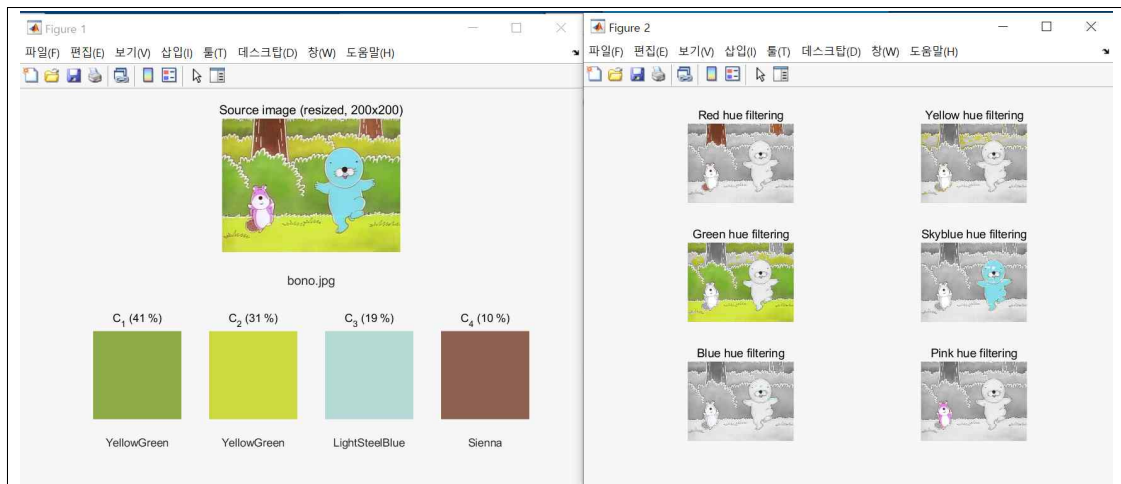 Figure 1
파일(F) 편집(E) 보기(V) 삽입(I) 툴(T) 데스크탑(D) 창(W) 도움말(H)
Source image (resized, 200x200)
bono.jpg
C1 (41 %) C2 (31 %) C3 (19 %) C4 (10 %)
YellowGreen YellowGreen LightSteelBlue Sienna
Figure 2
파일(F) 편집(E) 보기(V) 삽입(I) 툴(T) 데스크탑(D) 창(W) 도움말(H)
Red hue filtering Yellow hue filtering
Green hue filtering Skyblue hue filtering
Blue hue filtering Pink hue filtering